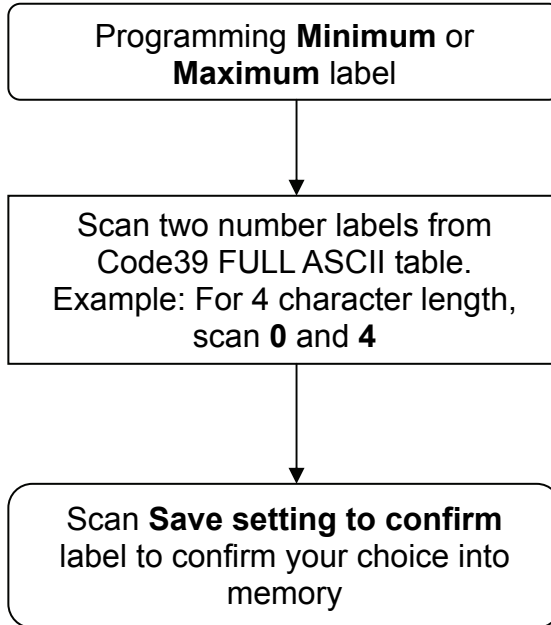 Programming Minimum or
Maximum label
Scan two number labels from
Code39 FULL ASCII table.
Example: For 4 character length,
scan 0 and 4
Scan Save setting to confirm
label to confirm your choice into
memory